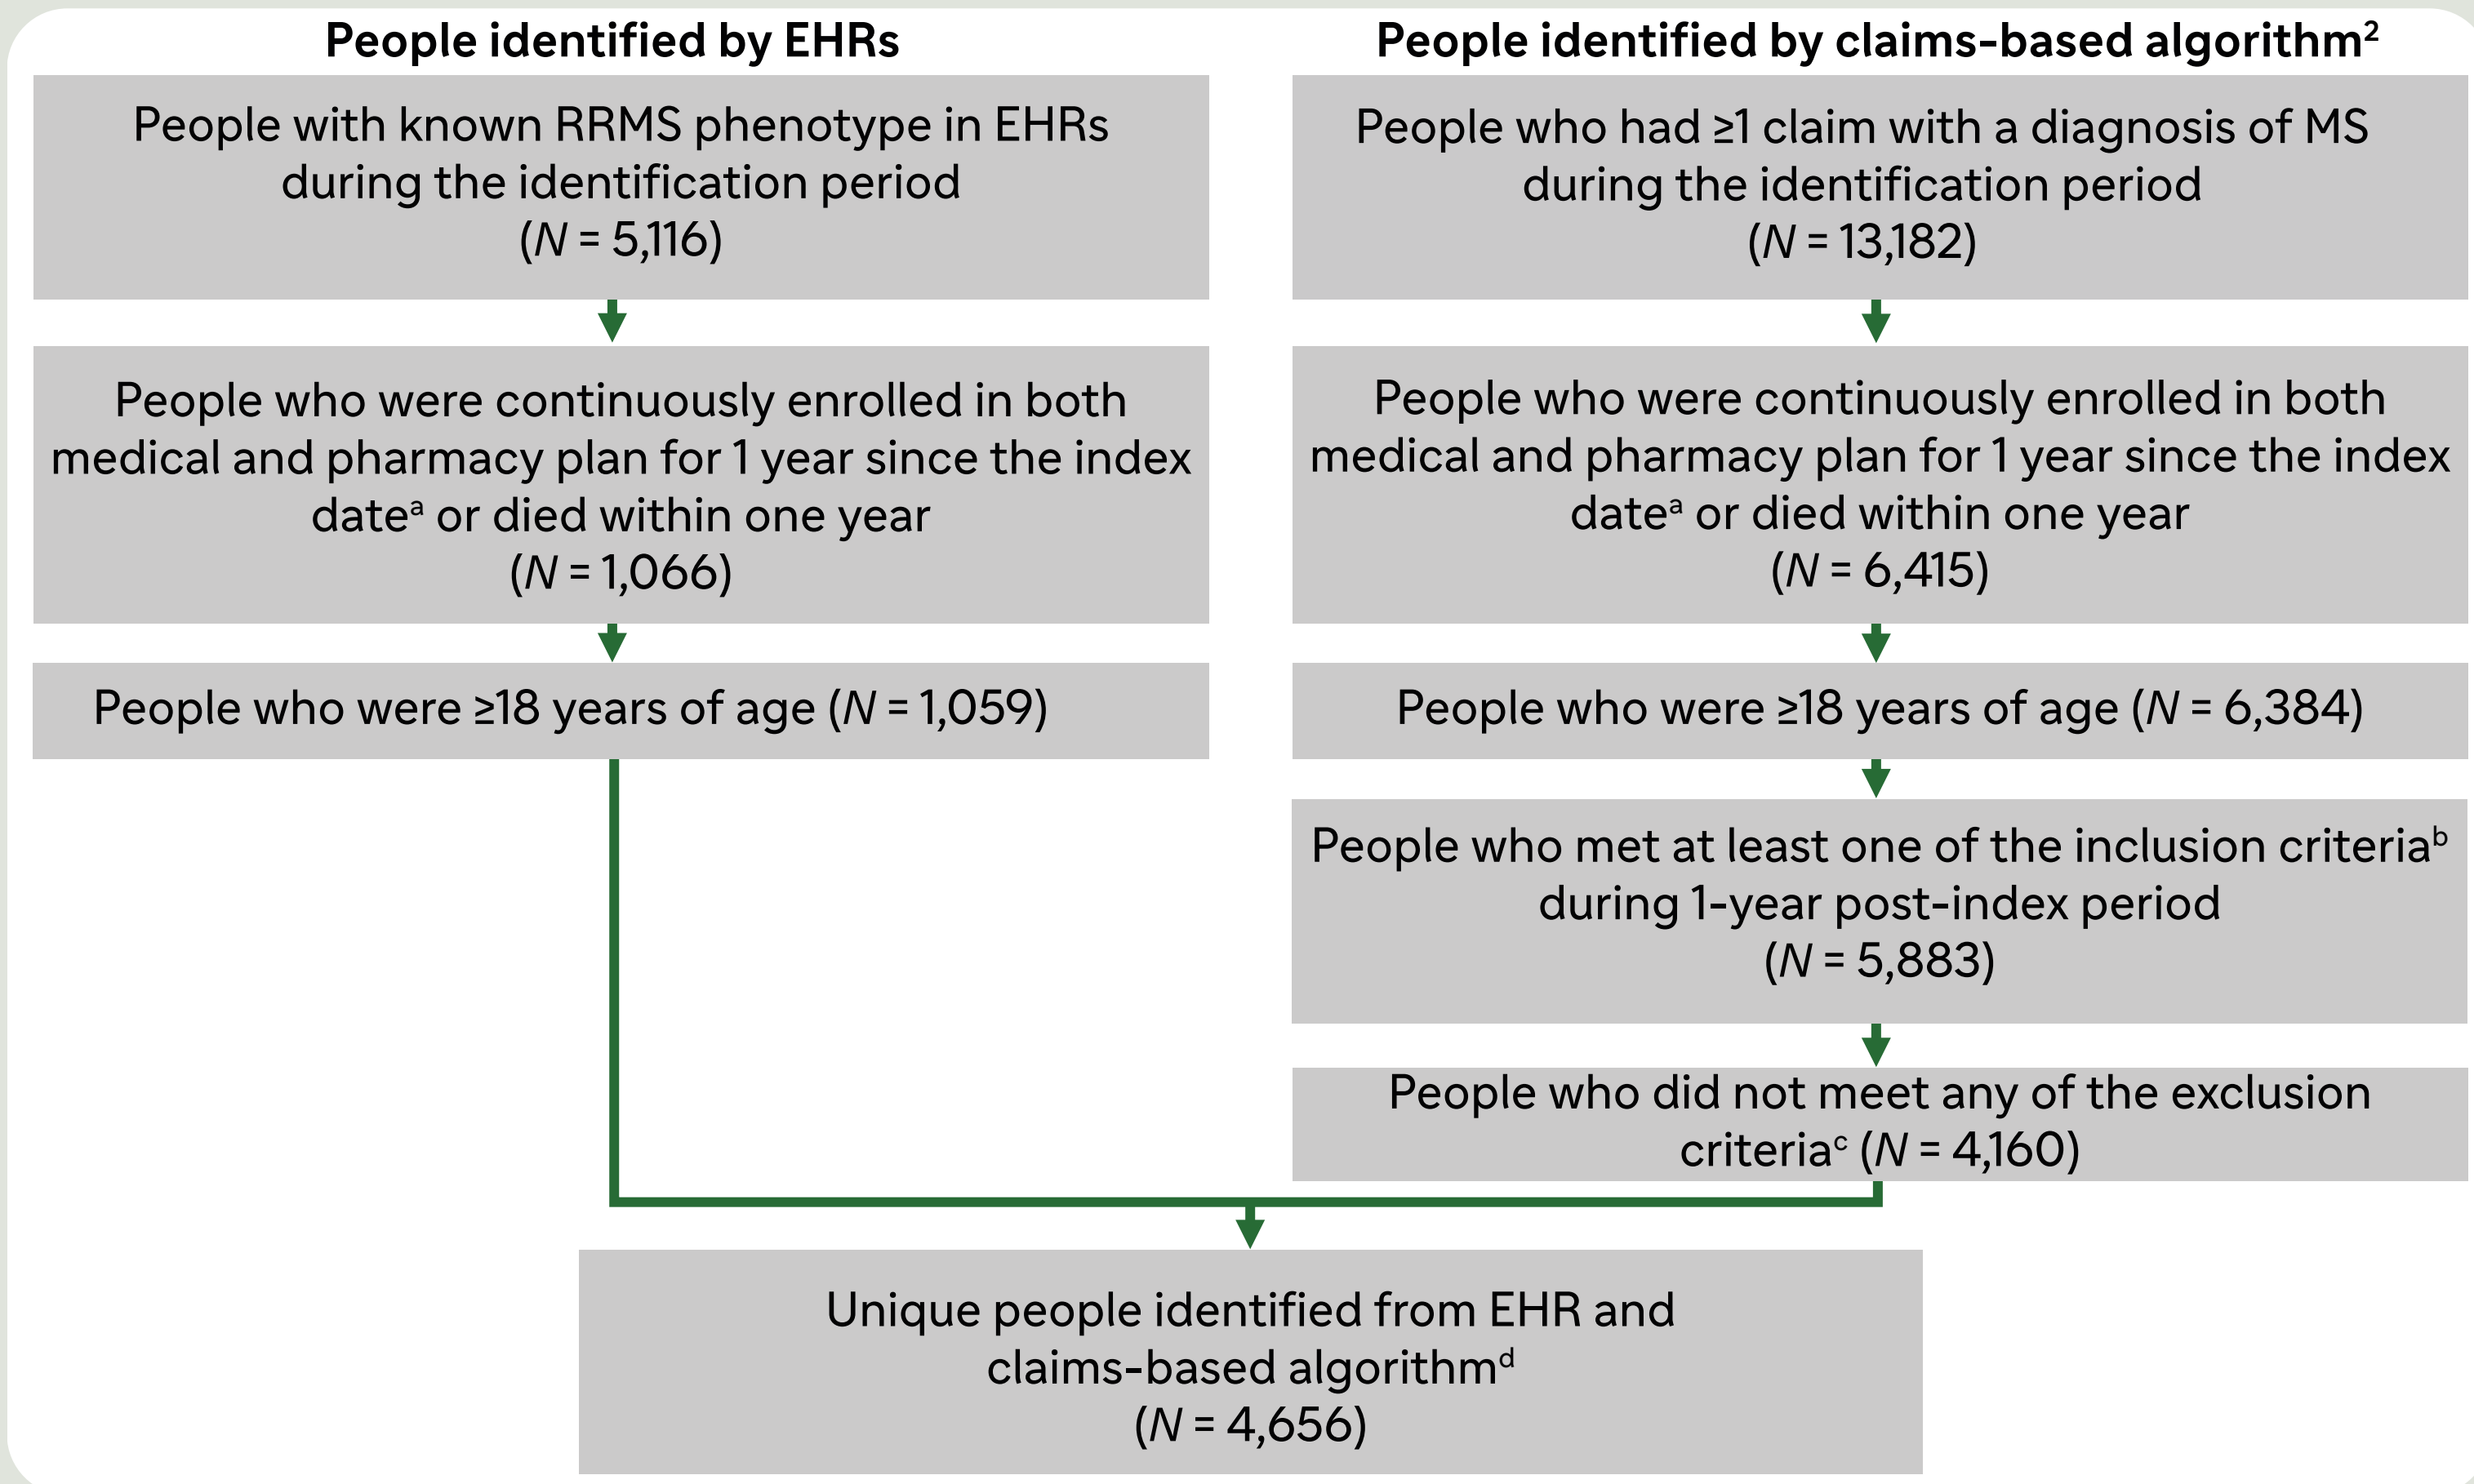 People identified by EHRs
People with known RRMS phenotype in EHRs
during the identification period
(N = 5,116)
People who were continuously enrolled in both
medical and pharmacy plan for 1 year since the index
dateᵃ or died within one year
(N = 1,066)
People who were ≥18 years of age (N = 1,059)
People identified by claims-based algorithm²
People who had ≥1 claim with a diagnosis of MS
during the identification period
(N = 13,182)
People who were continuously enrolled in both
medical and pharmacy plan for 1 year since the index
dateᵃ or died within one year
(N = 6,415)
People who were ≥18 years of age (N = 6,384)
People who met at least one of the inclusion criteriaᵇ
during 1-year post-index period
(N = 5,883)
People who did not meet any of the exclusion
criteriaᶜ (N = 4,160)
Unique people identified from EHR and
claims-based algorithmᵈ
(N = 4,656)